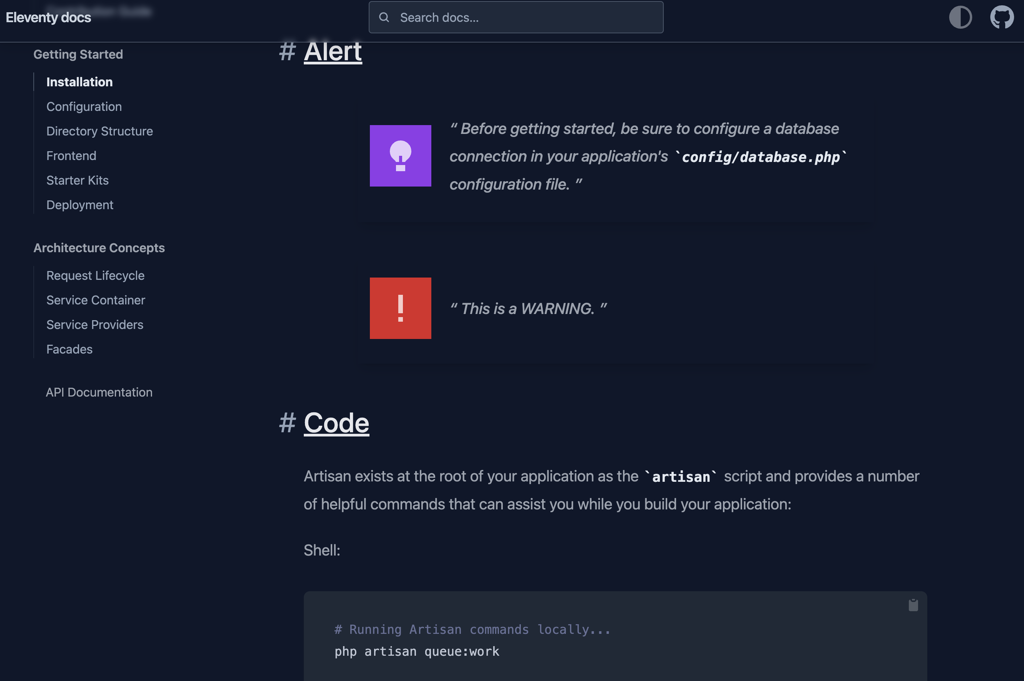 Eleventy docs
Search docs...
Getting Started
Installation
Configuration
Directory Structure
Frontend
Starter Kits
Deployment
Architecture Concepts
Request Lifecycle
Service Container
Service Providers
Facades
API Documentation
# Alert
“ Before getting started, be sure to configure a database
connection in your application's `config/database.php`
configuration file. ”
!
“ This is a WARNING. ”
# Code
Artisan exists at the root of your application as the `artisan` script and provides a number
of helpful commands that can assist you while you build your application:
Shell:
# Running Artisan commands locally...
php artisan queue:work